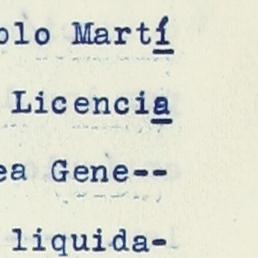 olo Martí
Licencia
ea Gene--
liquida-